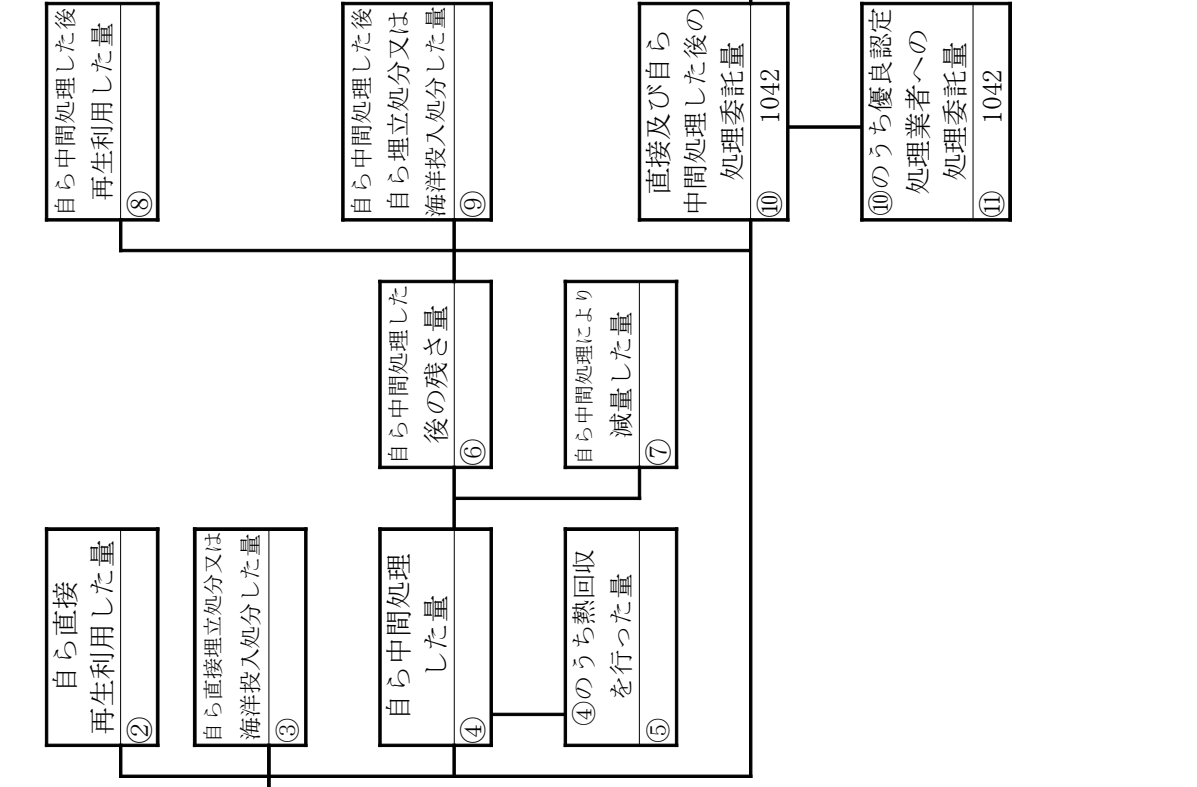 自ら直接
再生利用した量
②
自ら直接埋立処分又は
海洋投入処分した量
③
自ら中間処理
した量
④
④のうち熱回収
を行った量
⑤
自ら中間処理した
後の残さ量
⑥
自ら中間処理により
減量した量
⑦
自ら中間処理した後
再生利用した量
⑧
自ら中間処理した後
自ら埋立処分又は
海洋投入処分した量
⑨
直接及び自ら
中間処理した後の
処理委託量
⑩ 1042
⑩のうち優良認定
処理業者への
処理委託量
⑪ 1042